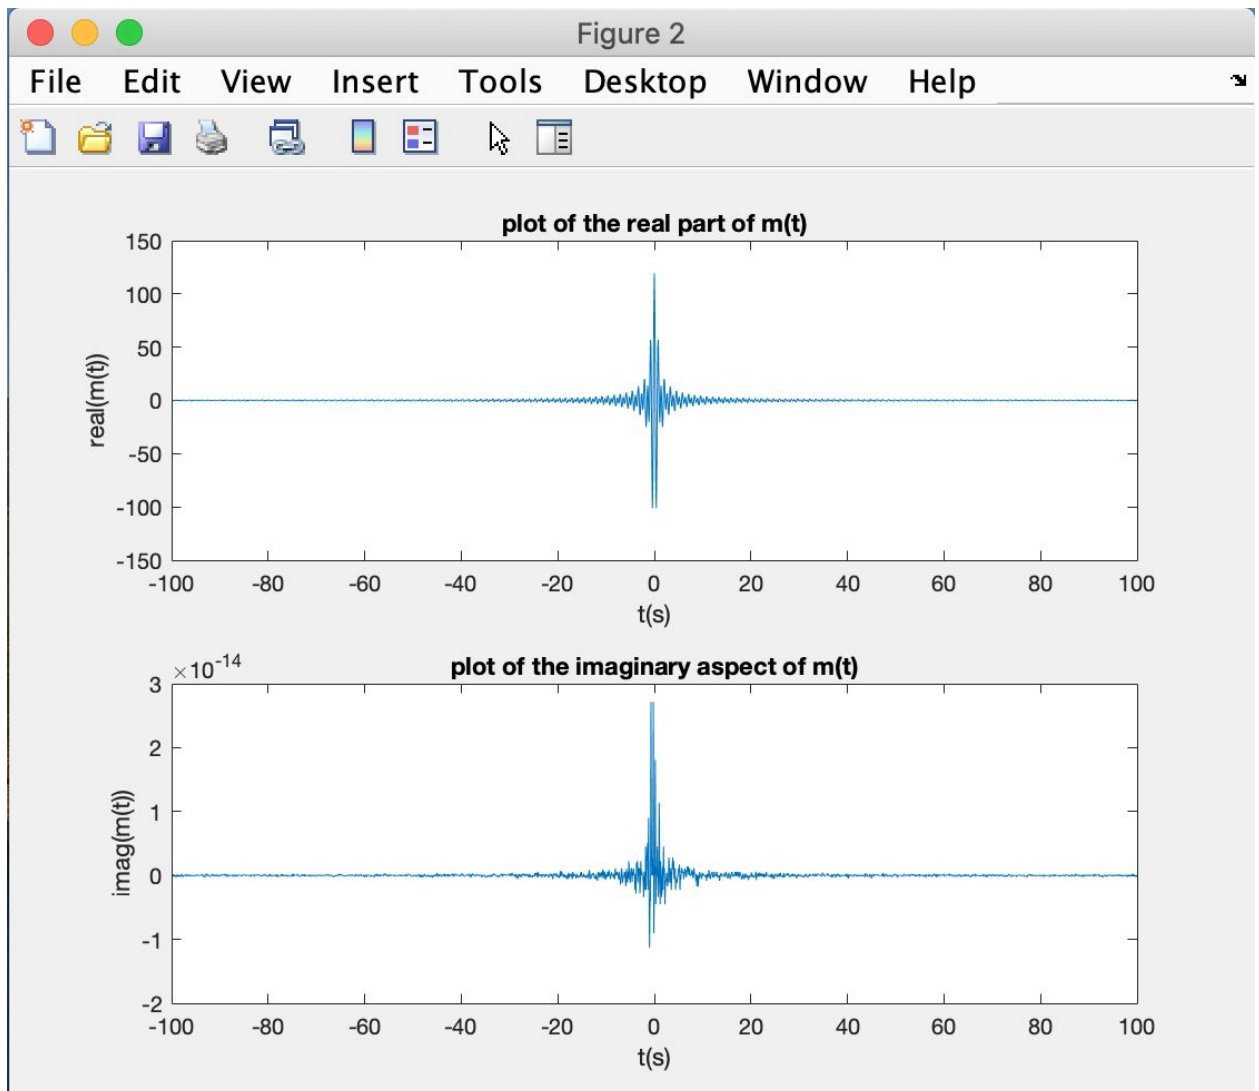 Figure 2
File Edit View Insert Tools Desktop Window Help
plot of the real part of m(t)
150
100
50
0
-50
-100
-150
real(m(t))
-100 -80 -60 -40 -20 0 20 40 60 80 100
t(s)
×10⁻¹⁴
plot of the imaginary aspect of m(t)
3
2
1
0
-1
-2
imag(m(t))
-100 -80 -60 -40 -20 0 20 40 60 80 100
t(s)